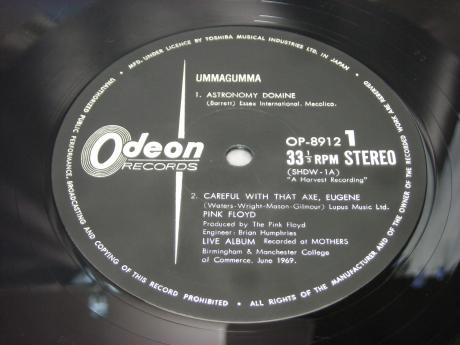 • MFD. UNDER LICENCE BY TOSHIBA MUSICAL INDUSTRIES LTD. IN JAPAN •
UNAUTHORIZED PUBLIC PERFORMANCE, BROADCASTING AND COPYING OF THIS RECORD PROHIBITED • ALL RIGHTS OF THE MANUFACTURER AND OF THE OWNER OF THE RECORDED WORK ARE RESERVED
UMMAGUMMA
1. ASTRONOMY DOMINE
(Barrett) Essex International. Mecolico.
Odeon
RECORDS
OP-8912 1
33⅓ RPM STEREO
(SHDW-1A)
"A Harvest Recording"
2. CAREFUL WITH THAT AXE, EUGENE
(Waters-Wright-Mason-Gilmour) Lupus Music Ltd.
PINK FLOYD
Produced by The Pink Floyd
Engineer: Brian Humphries
LIVE ALBUM Recorded at MOTHERS
Birmingham & Manchester College
of Commerce. June 1969.